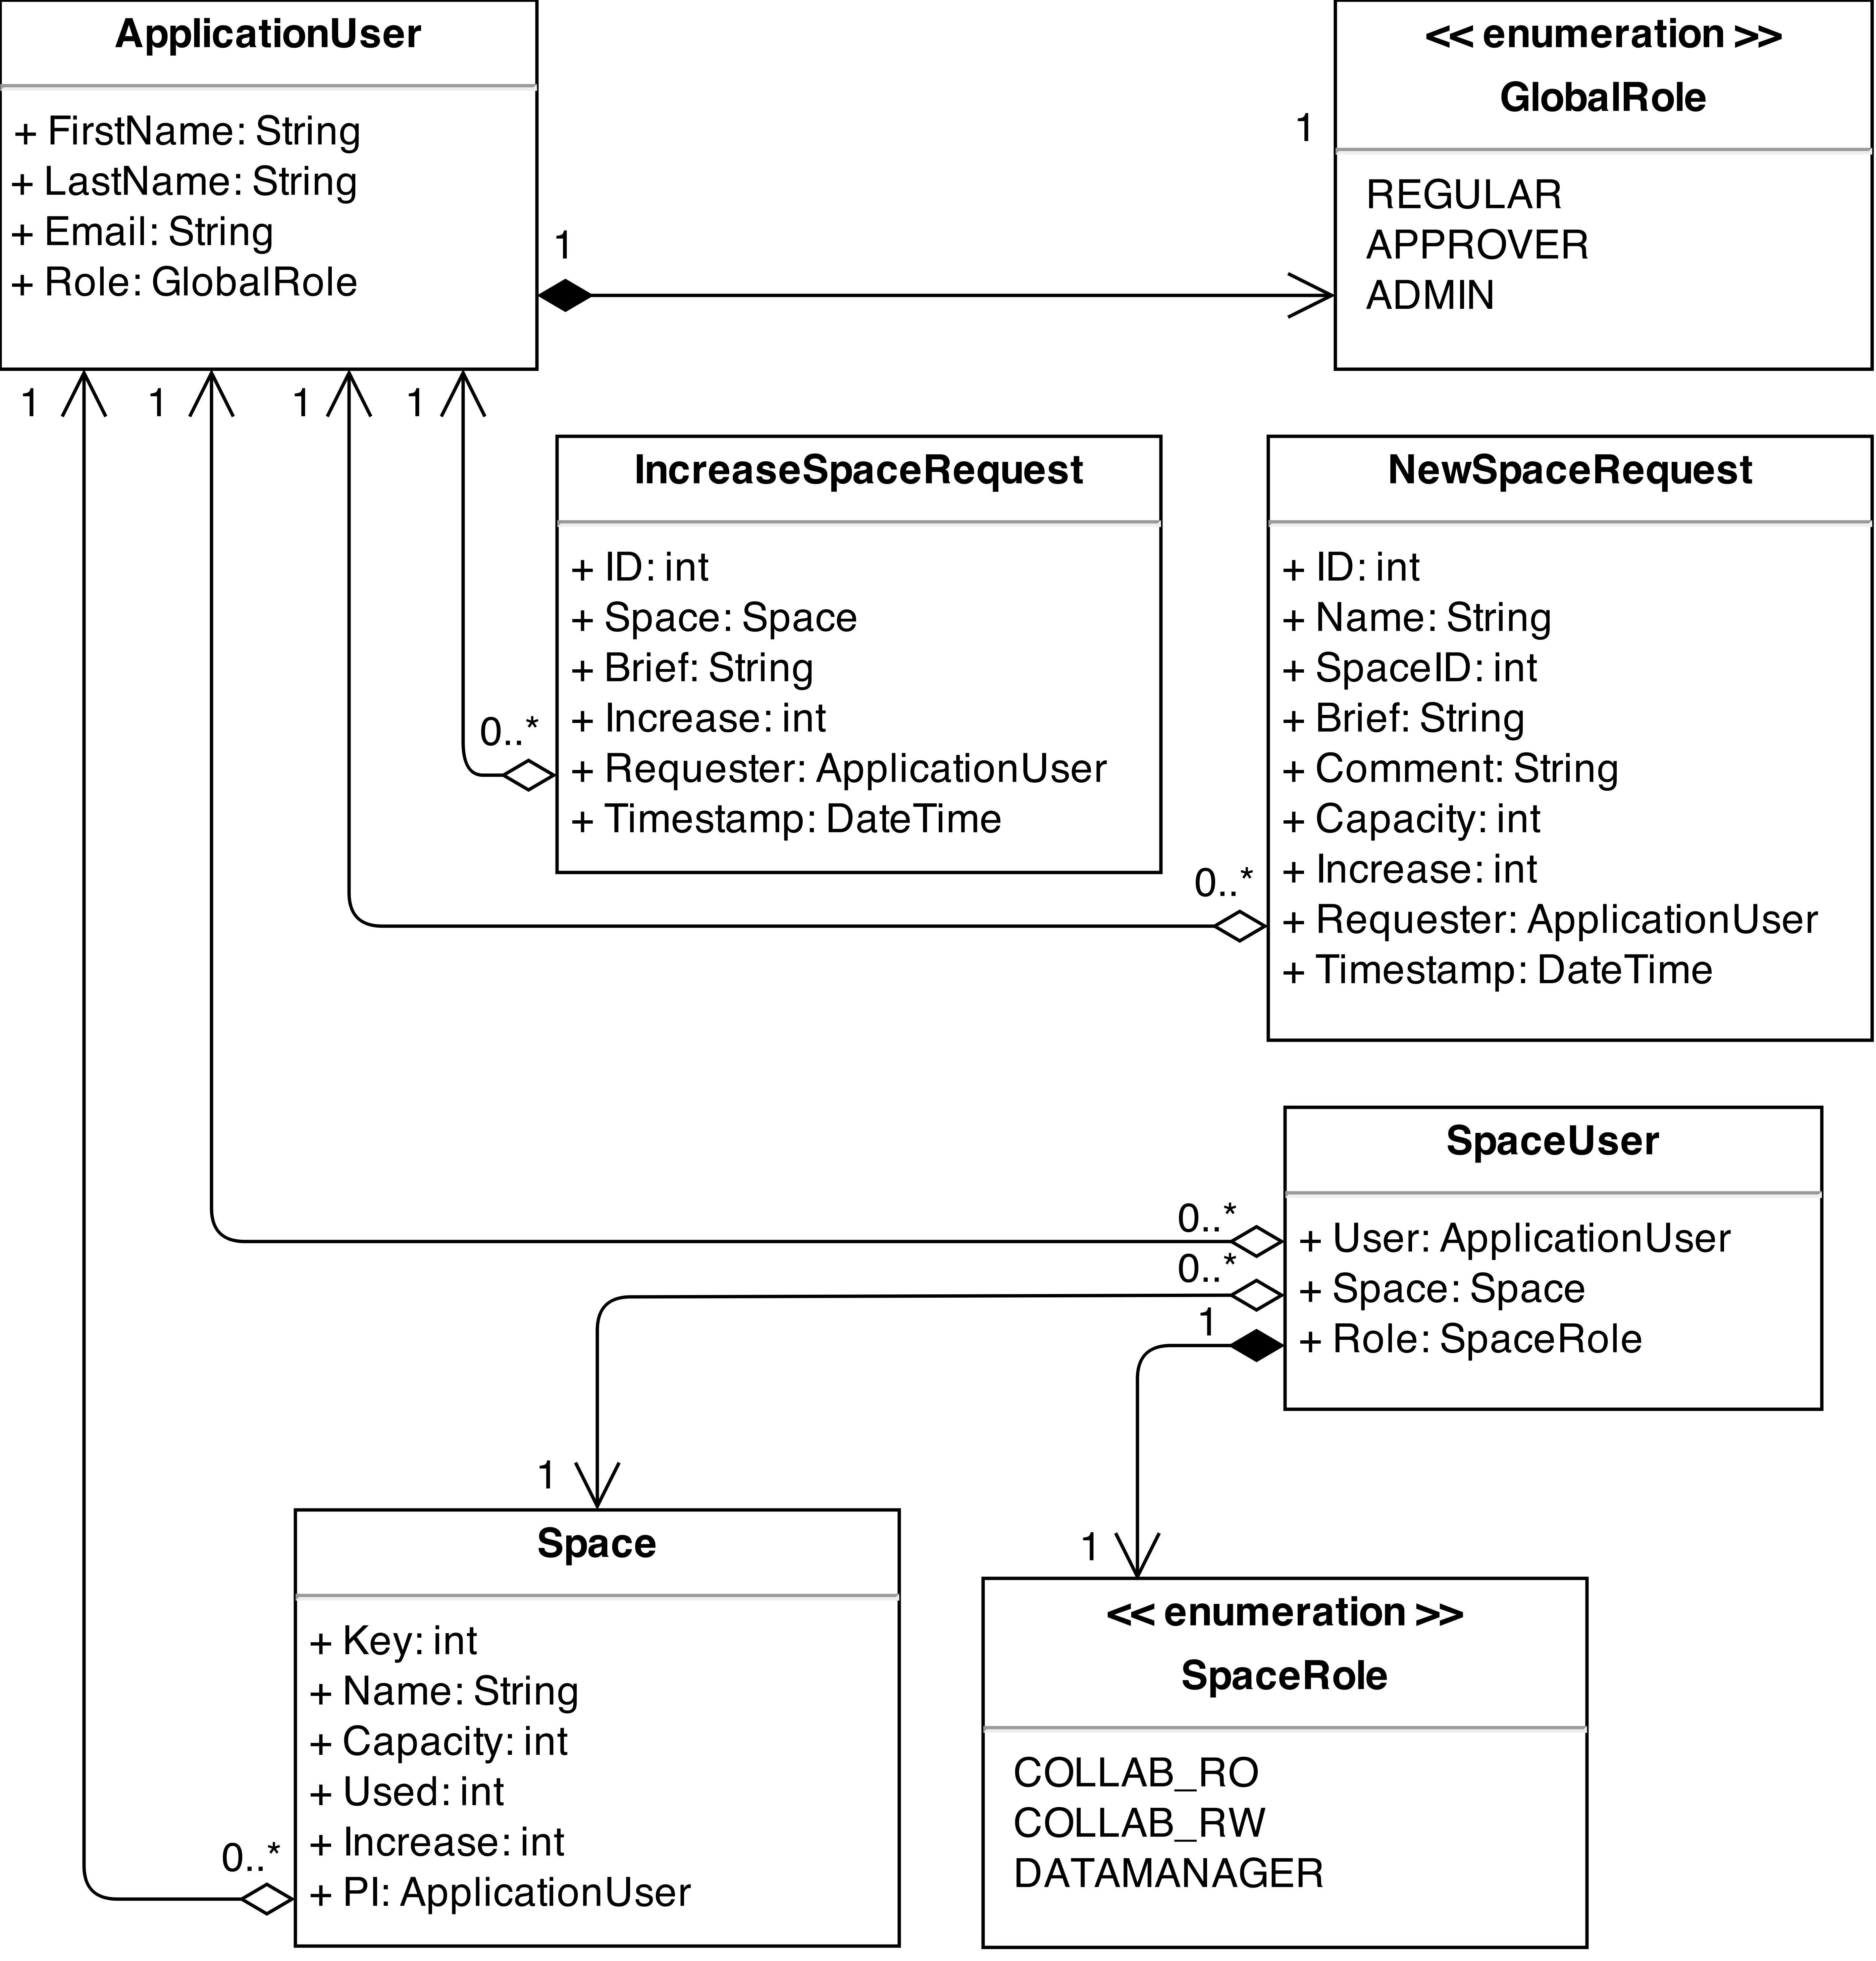 ApplicationUser
+ FirstName: String
+ LastName: String
+ Email: String
+ Role: GlobalRole
1
1
<< enumeration >>
GlobalRole
REGULAR
APPROVER
ADMIN
1
1
1
1
IncreaseSpaceRequest
+ ID: int
+ Space: Space
+ Brief: String
+ Increase: int
+ Requester: ApplicationUser
+ Timestamp: DateTime
0..*
NewSpaceRequest
+ ID: int
+ Name: String
+ SpaceID: int
+ Brief: String
+ Comment: String
+ Capacity: int
+ Increase: int
+ Requester: ApplicationUser
+ Timestamp: DateTime
0..*
SpaceUser
+ User: ApplicationUser
+ Space: Space
+ Role: SpaceRole
0..*
0..*
1
1
1
Space
+ Key: int
+ Name: String
+ Capacity: int
+ Used: int
+ Increase: int
+ PI: ApplicationUser
0..*
<< enumeration >>
SpaceRole
COLLAB_RO
COLLAB_RW
DATAMANAGER